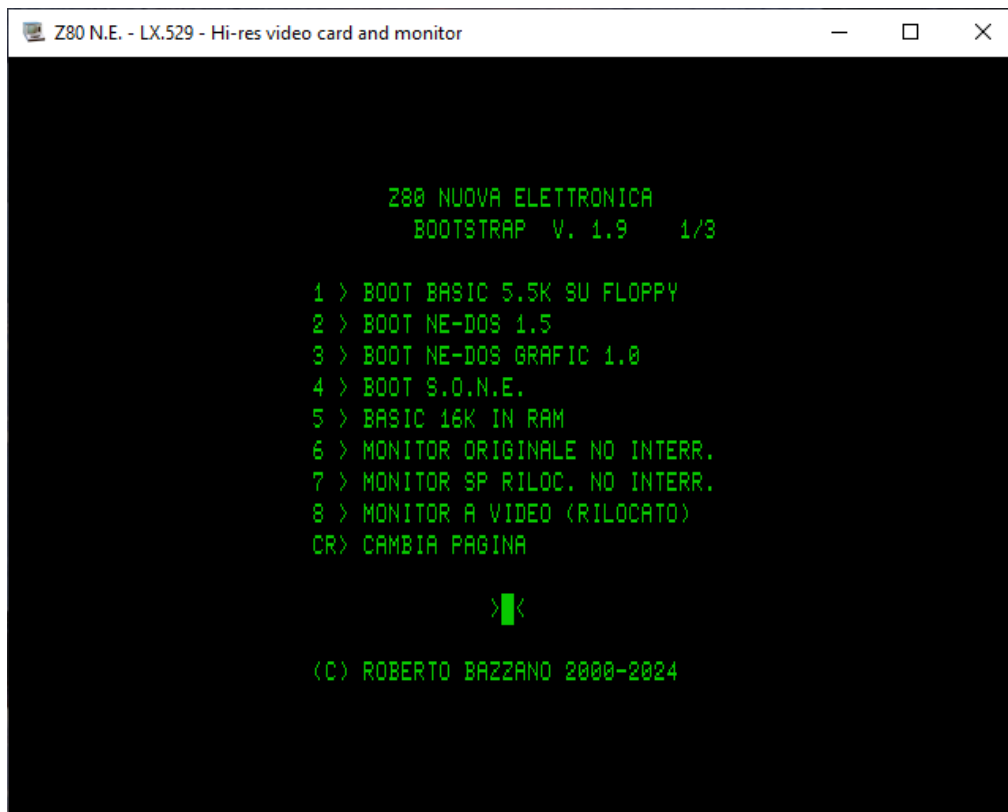 Z80 N.E. - LX.529 - Hi-res video card and monitor
Z80 NUOVA ELETTRONICA
BOOTSTRAP V. 1.9 1/3
1 > BOOT BASIC 5.5K SU FLOPPY
2 > BOOT NE-DOS 1.5
3 > BOOT NE-DOS GRAFIC 1.0
4 > BOOT S.O.N.E.
5 > BASIC 16K IN RAM
6 > MONITOR ORIGINALE NO INTERR.
7 > MONITOR SP RILOC. NO INTERR.
8 > MONITOR A VIDEO (RILOCATO)
CR> CAMBIA PAGINA
> <
(C) ROBERTO BAZZANO 2000-2024